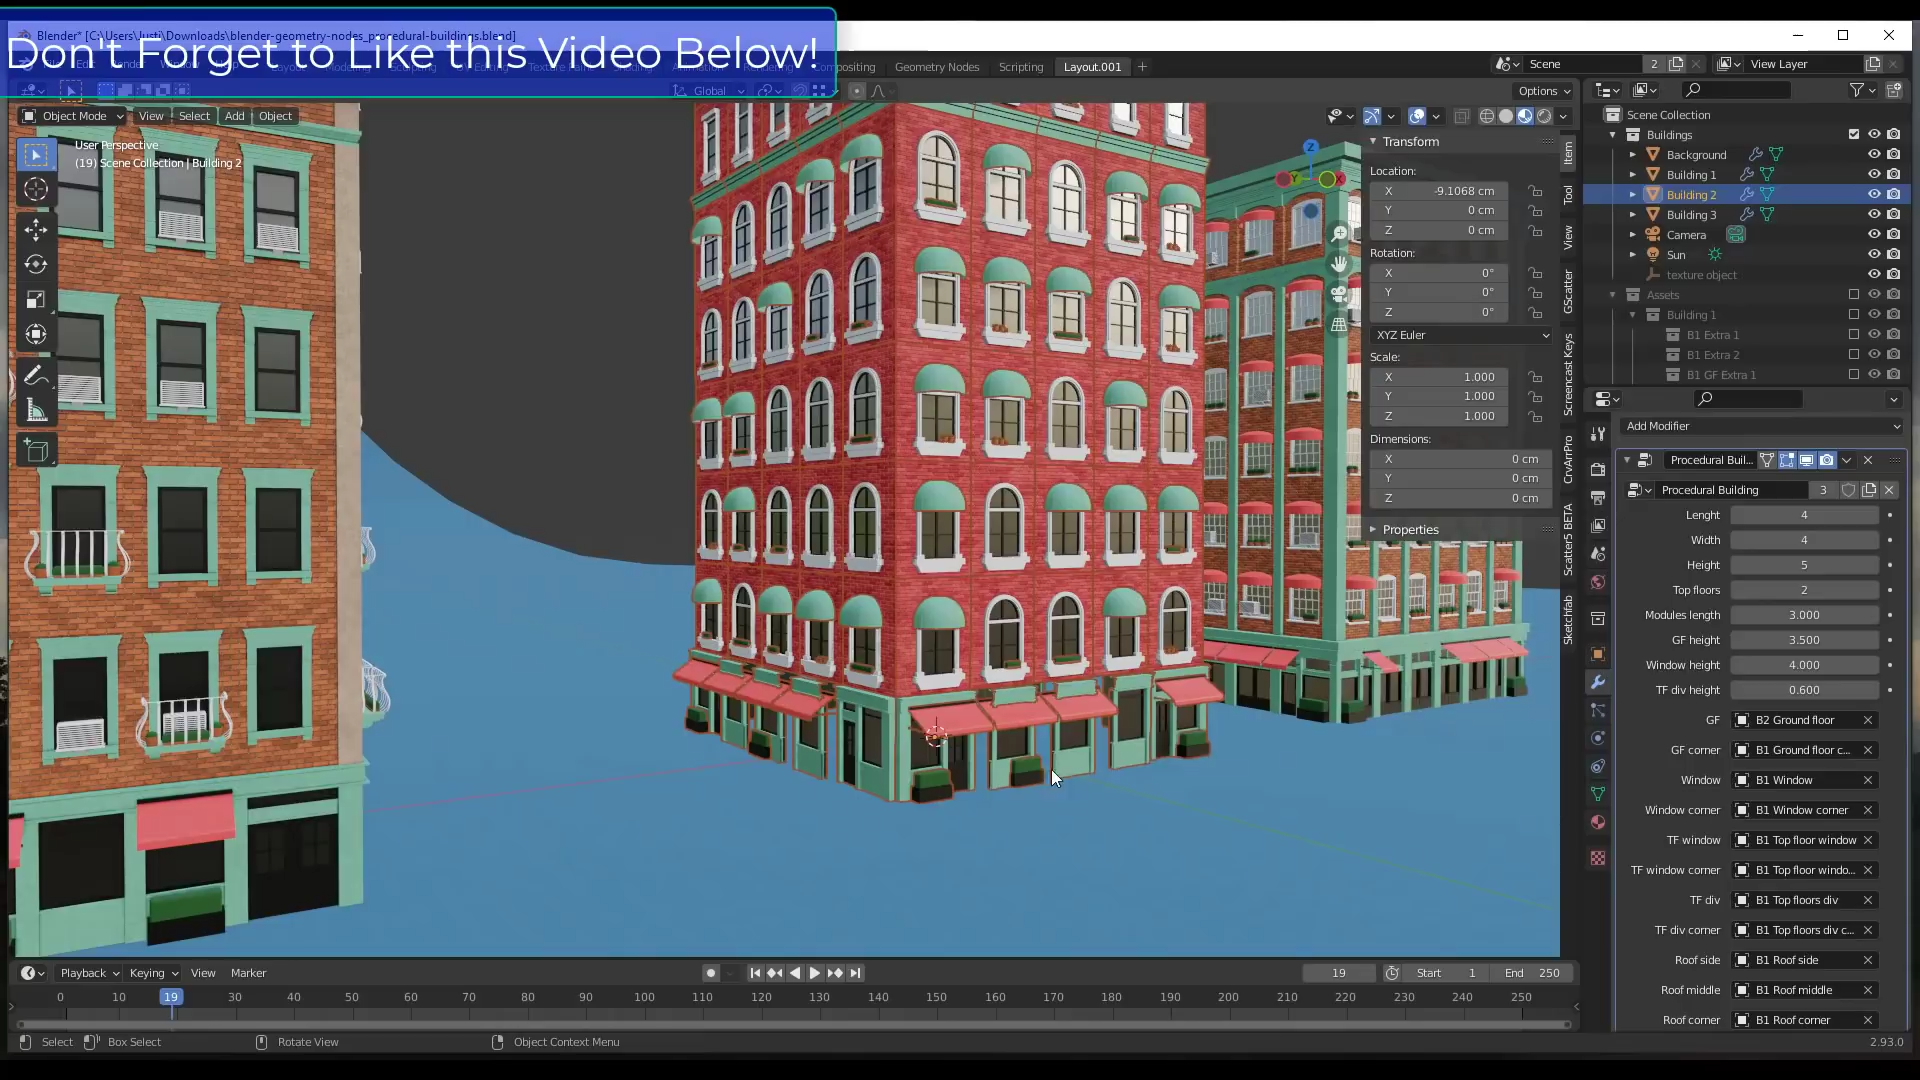 Blender* [C:\Users\Justi\Downloads\blender-geometry-nodes_procedural-buildings.blend]
Don't Forget to Like this Video Below!
Geometry Nodes Scripting Layout.001 +
Scene 2 View Layer
Global
Options
Object Mode View Select Add Object
User Perspective
(19) Scene Collection | Building 2
Transform
Location:
X -9.1068 cm
Y 0 cm
Z 0 cm
Rotation:
X 0°
Y 0°
Z 0°
XYZ Euler
Scale:
X 1.000
Y 1.000
Z 1.000
Dimensions:
X 0 cm
Y 0 cm
Z 0 cm
Properties
Z
Y
X
Item
Tool
View
GScatter
Screencast Keys
CrvArrPro
Scatter5 BETA
Sketchfab
Scene Collection
Buildings
Background
Building 1
Building 2
Building 3
Camera
Sun
texture object
Assets
Building 1
B1 Extra 1
B1 Extra 2
B1 GF Extra 1
Add Modifier
Procedural Buil...
Procedural Building 3
Lenght 4
Width 4
Height 5
Top floors 2
Modules length 3.000
GF height 3.500
Window height 4.000
TF div height 0.600
GF B2 Ground floor
GF corner B1 Ground floor c...
Window B1 Window
Window corner B1 Window corner
TF window B1 Top floor window
TF window corner B1 Top floor windo...
TF div B1 Top floors div
TF div corner B1 Top floors div c...
Roof side B1 Roof side
Roof middle B1 Roof middle
Roof corner B1 Roof corner
Playback Keying View Marker
19 Start 1 End 250
0 10 19 30 40 50 60 70 80 90 100 110 120 130 140 150 160 170 180 190 200 210 220 230 240 250
Select Box Select Rotate View Object Context Menu
2.93.0